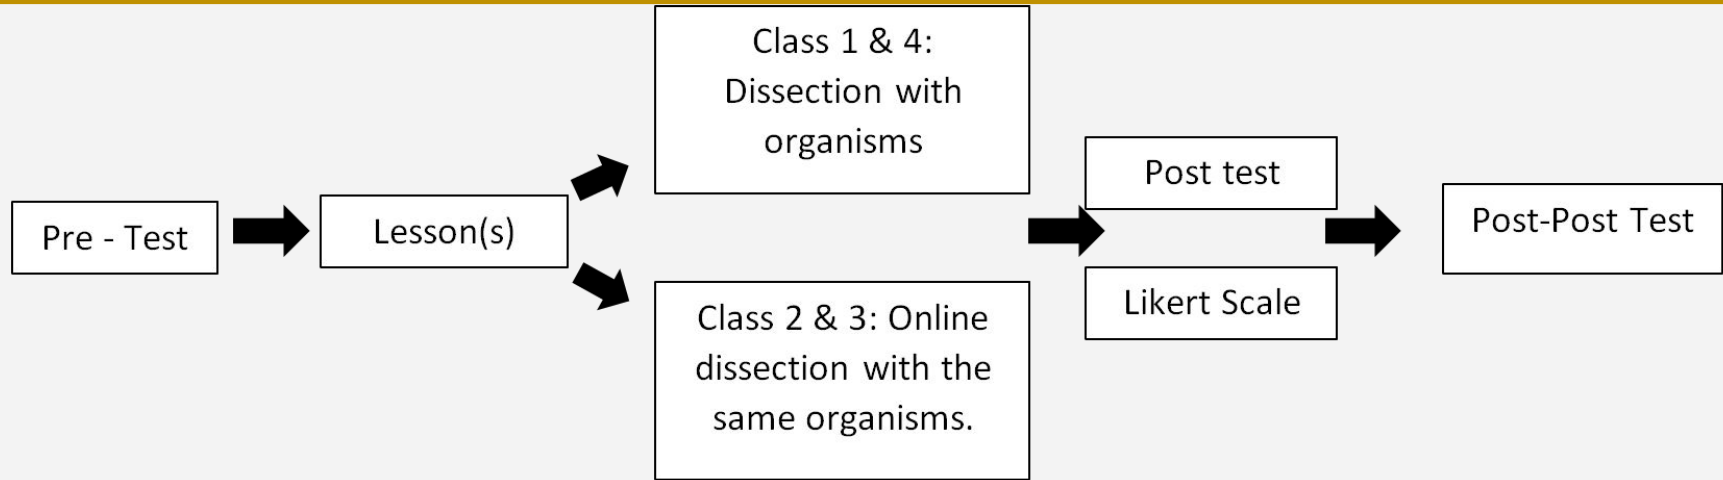 Pre - Test
Lesson(s)
Class 1 & 4:
Dissection with
organisms
Class 2 & 3: Online
dissection with the
same organisms.
Post test
Likert Scale
Post-Post Test